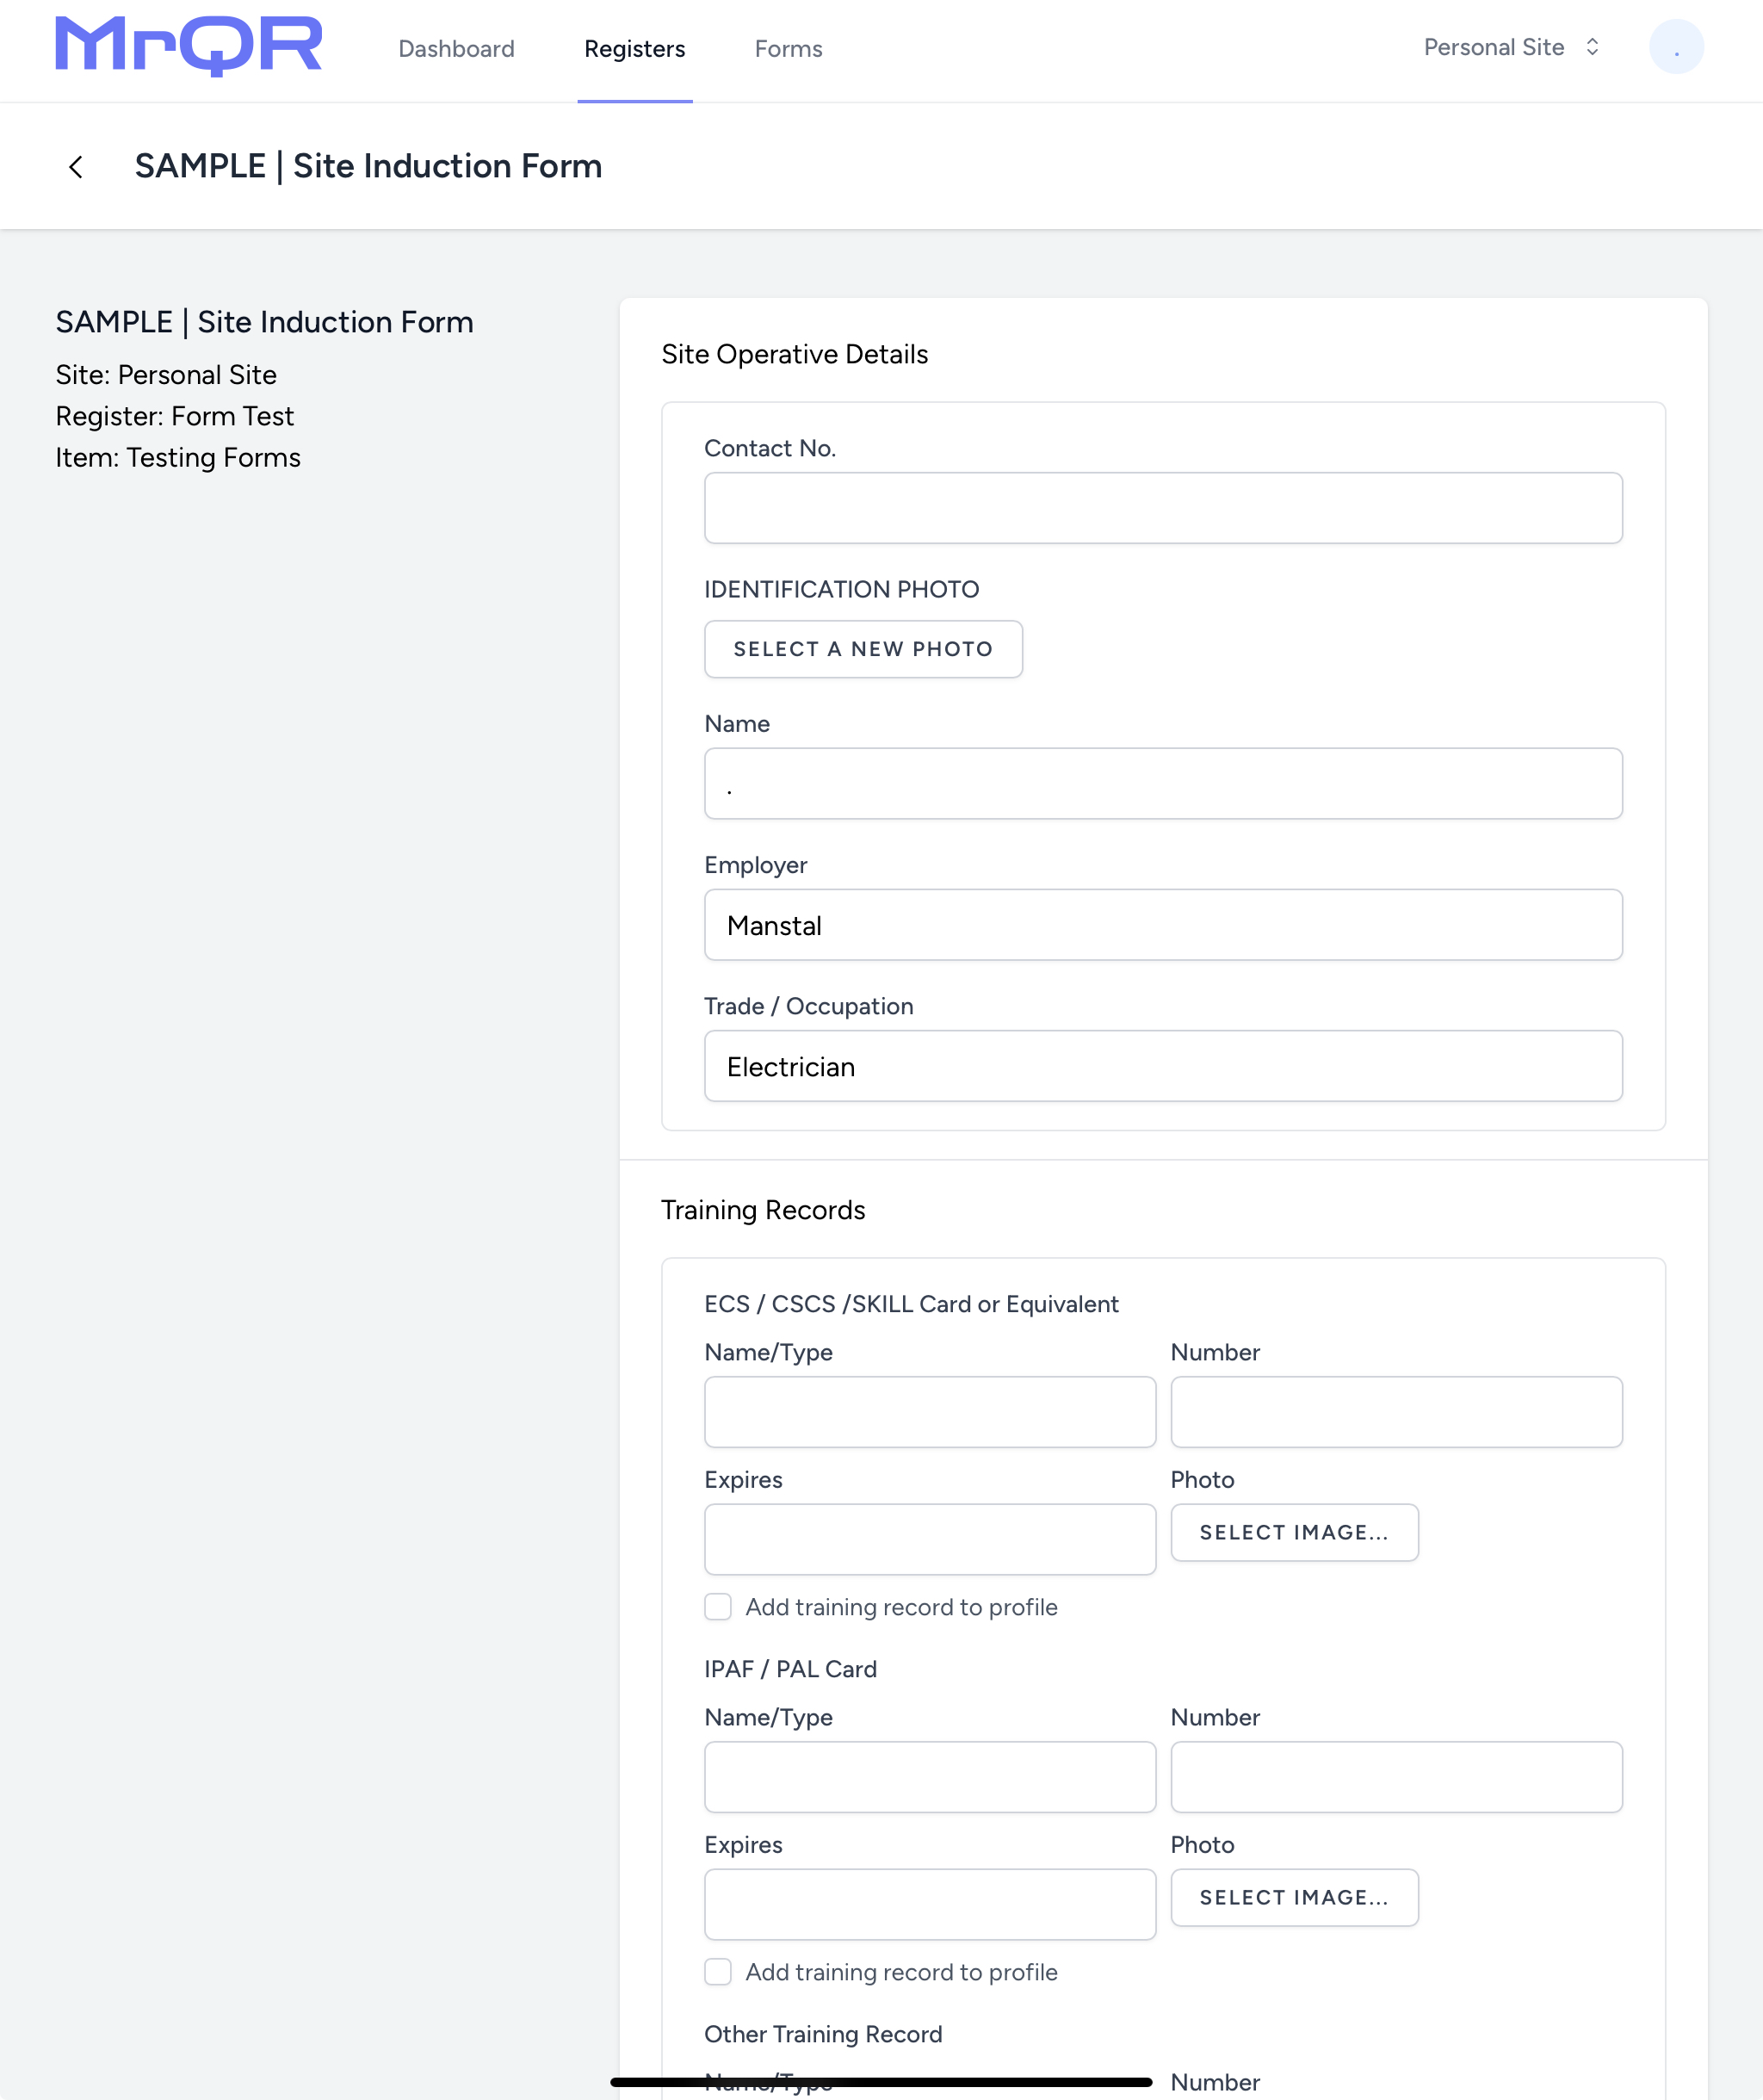 MrQR
Dashboard
Registers
Forms
Personal Site
.
SAMPLE | Site Induction Form
SAMPLE | Site Induction Form
Site: Personal Site
Register: Form Test
Item: Testing Forms
Site Operative Details
Contact No.
IDENTIFICATION PHOTO
SELECT A NEW PHOTO
Name
.
Employer
Manstal
Trade / Occupation
Electrician
Training Records
ECS / CSCS /SKILL Card or Equivalent
Name/Type
Number
Expires
Photo
SELECT IMAGE...
Add training record to profile
IPAF / PAL Card
Name/Type
Number
Expires
Photo
SELECT IMAGE...
Add training record to profile
Other Training Record
Name/Type
Number